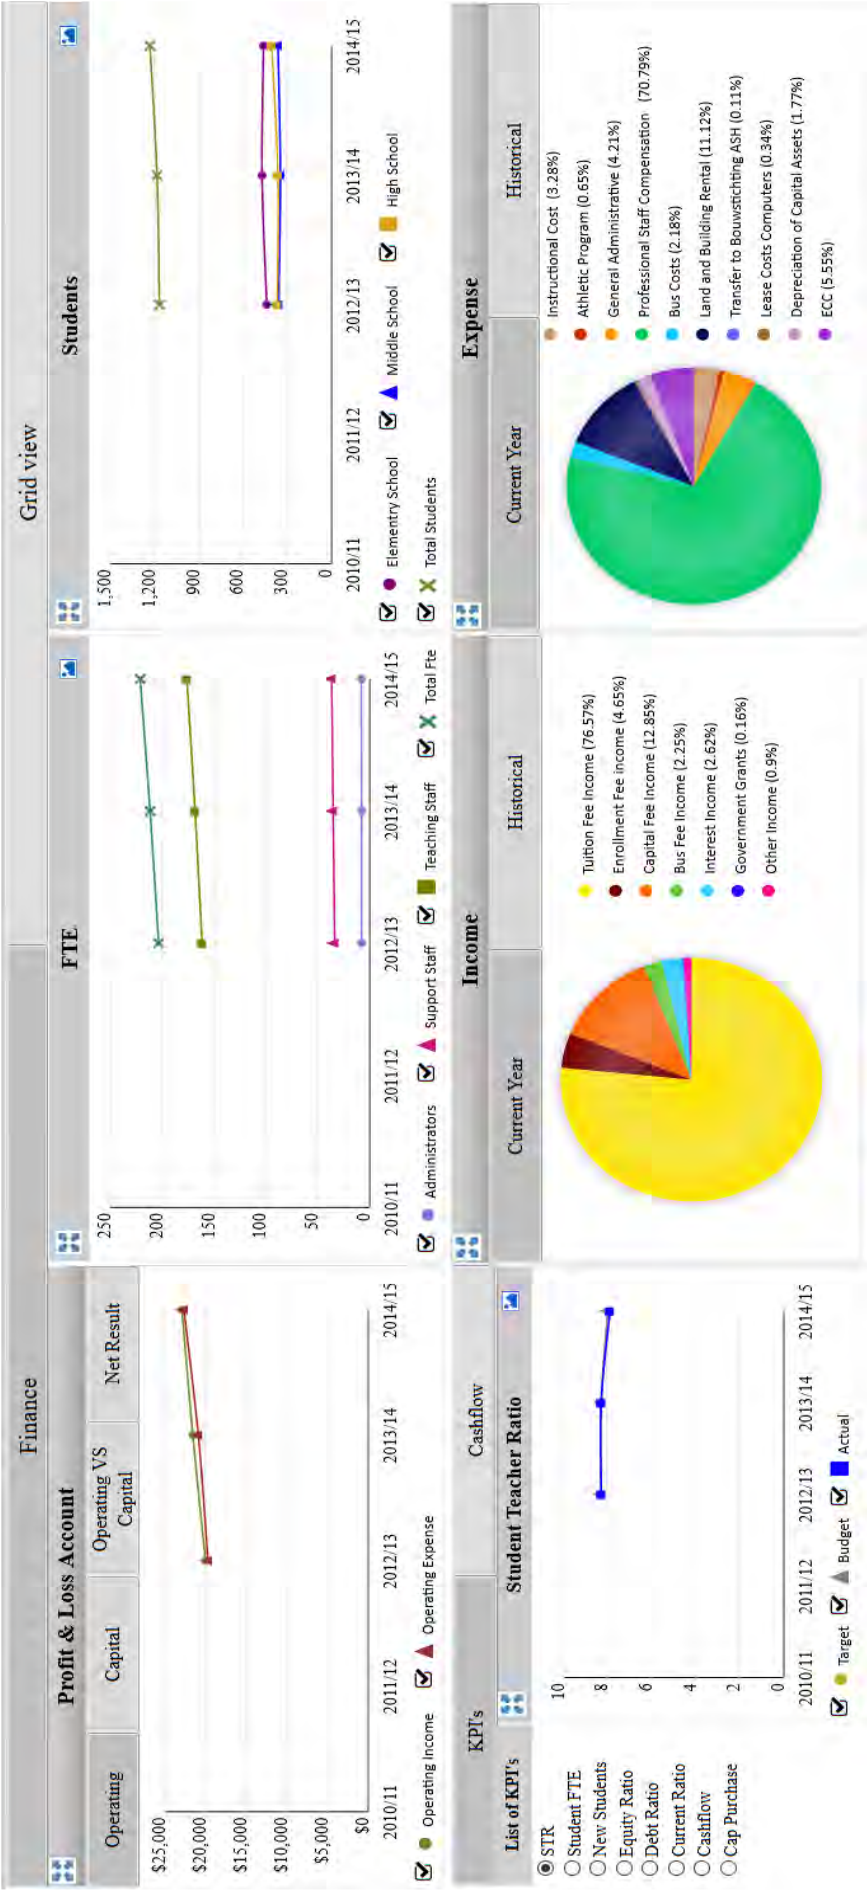 Finance
Grid view
Profit & Loss Account
Operating
Capital
Operating VS
Capital
Net Result
$25,000
$20,000
$15,000
$10,000
$5,000
$0
2010/11 2011/12 2012/13 2013/14 2014/15
Operating Income Operating Expense
FTE
250
200
150
100
50
0
2010/11 2011/12 2012/13 2013/14 2014/15
Administrators Support Staff Teaching Staff Total Fte
Students
1,500
1,200
900
600
300
0
2010/11 2011/12 2012/13 2013/14 2014/15
Elementry School Middle School High School
Total Students
KPI's
Cashflow
List of KPI's
STR
Student FTE
New Students
Equity Ratio
Debt Ratio
Current Ratio
Cashflow
Cap Purchase
Student Teacher Ratio
10
8
6
4
2
0
2010/11 2011/12 2012/13 2013/14 2014/15
Target Budget Actual
Income
Current Year
Historical
Tuition Fee Income (76.57%)
Enrollment Fee income (4.65%)
Capital Fee Income (12.85%)
Bus Fee Income (2.25%)
Interest Income (2.62%)
Government Grants (0.16%)
Other Income (0.9%)
Expense
Current Year
Historical
Instructional Cost (3.28%)
Athletic Program (0.65%)
General Administrative (4.21%)
Professional Staff Compensation (70.79%)
Bus Costs (2.18%)
Land and Building Rental (11.12%)
Transfer to Bouwstichting ASH (0.11%)
Lease Costs Computers (0.34%)
Depreciation of Capital Assets (1.77%)
ECC (5.55%)